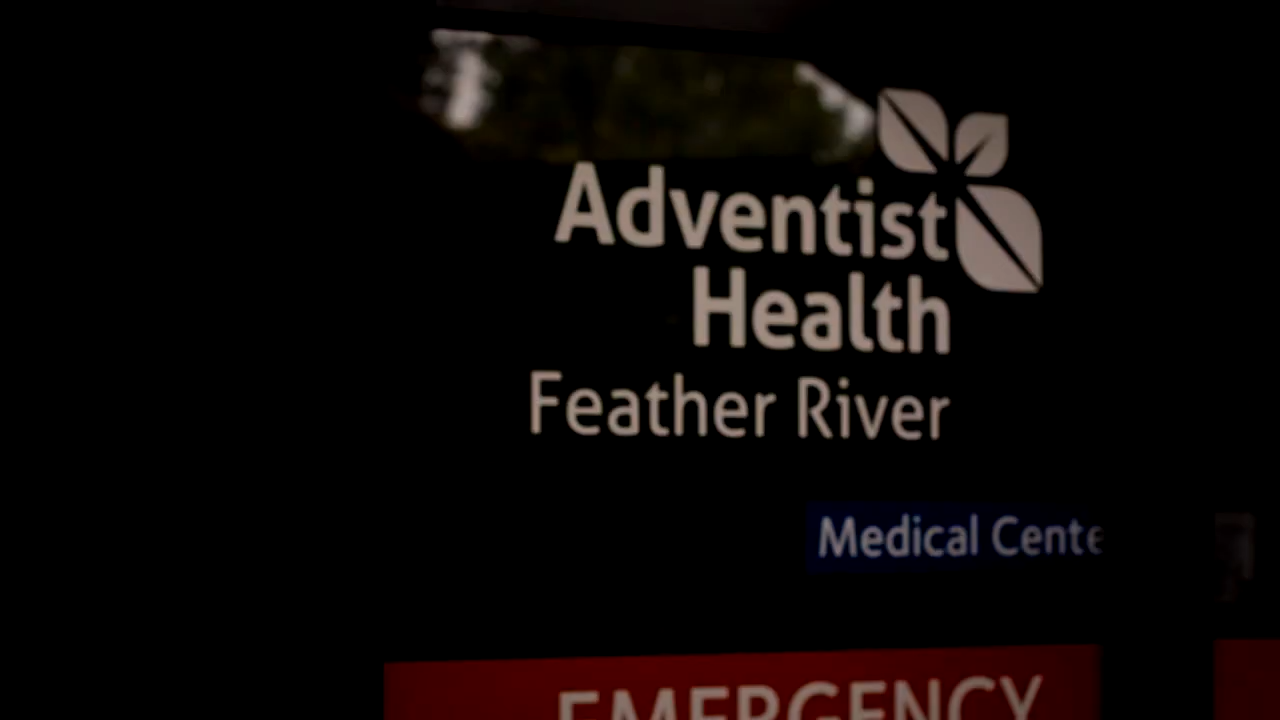 Adventist
Health
Feather River
Medical Cente
EMERGENCY